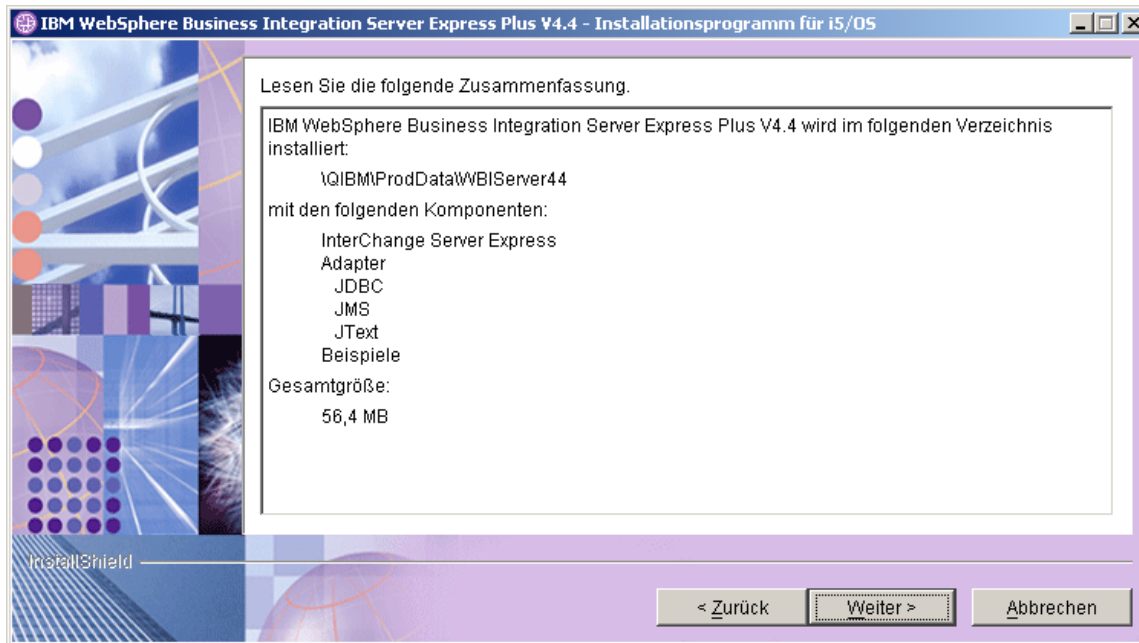 IBM WebSphere Business Integration Server Express Plus V4.4 - Installationsprogramm für i5/OS
Lesen Sie die folgende Zusammenfassung.
IBM WebSphere Business Integration Server Express Plus V4.4 wird im folgenden Verzeichnis
installiert:
\QIBM\ProdData\WBIServer44
mit den folgenden Komponenten:
InterChange Server Express
Adapter
JDBC
JMS
JText
Beispiele
Gesamtgröße:
56,4 MB
InstallShield
< Zurück
Weiter >
Abbrechen